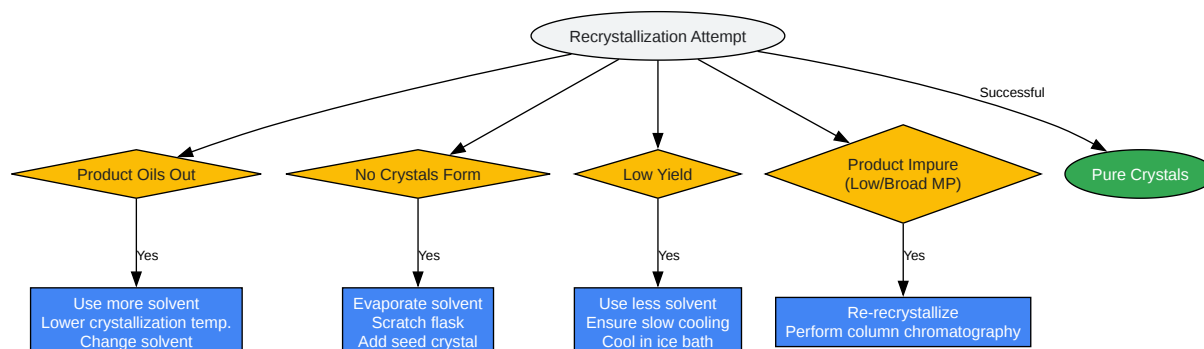 Recrystallization Attempt
Successful
Product Oils Out
No Crystals Form
Low Yield
Product Impure
(Low/Broad MP)
Pure Crystals
Yes
Yes
Yes
Yes
Use more solvent
Lower crystallization temp.
Change solvent
Evaporate solvent
Scratch flask
Add seed crystal
Use less solvent
Ensure slow cooling
Cool in ice bath
Re-recrystallize
Perform column chromatography